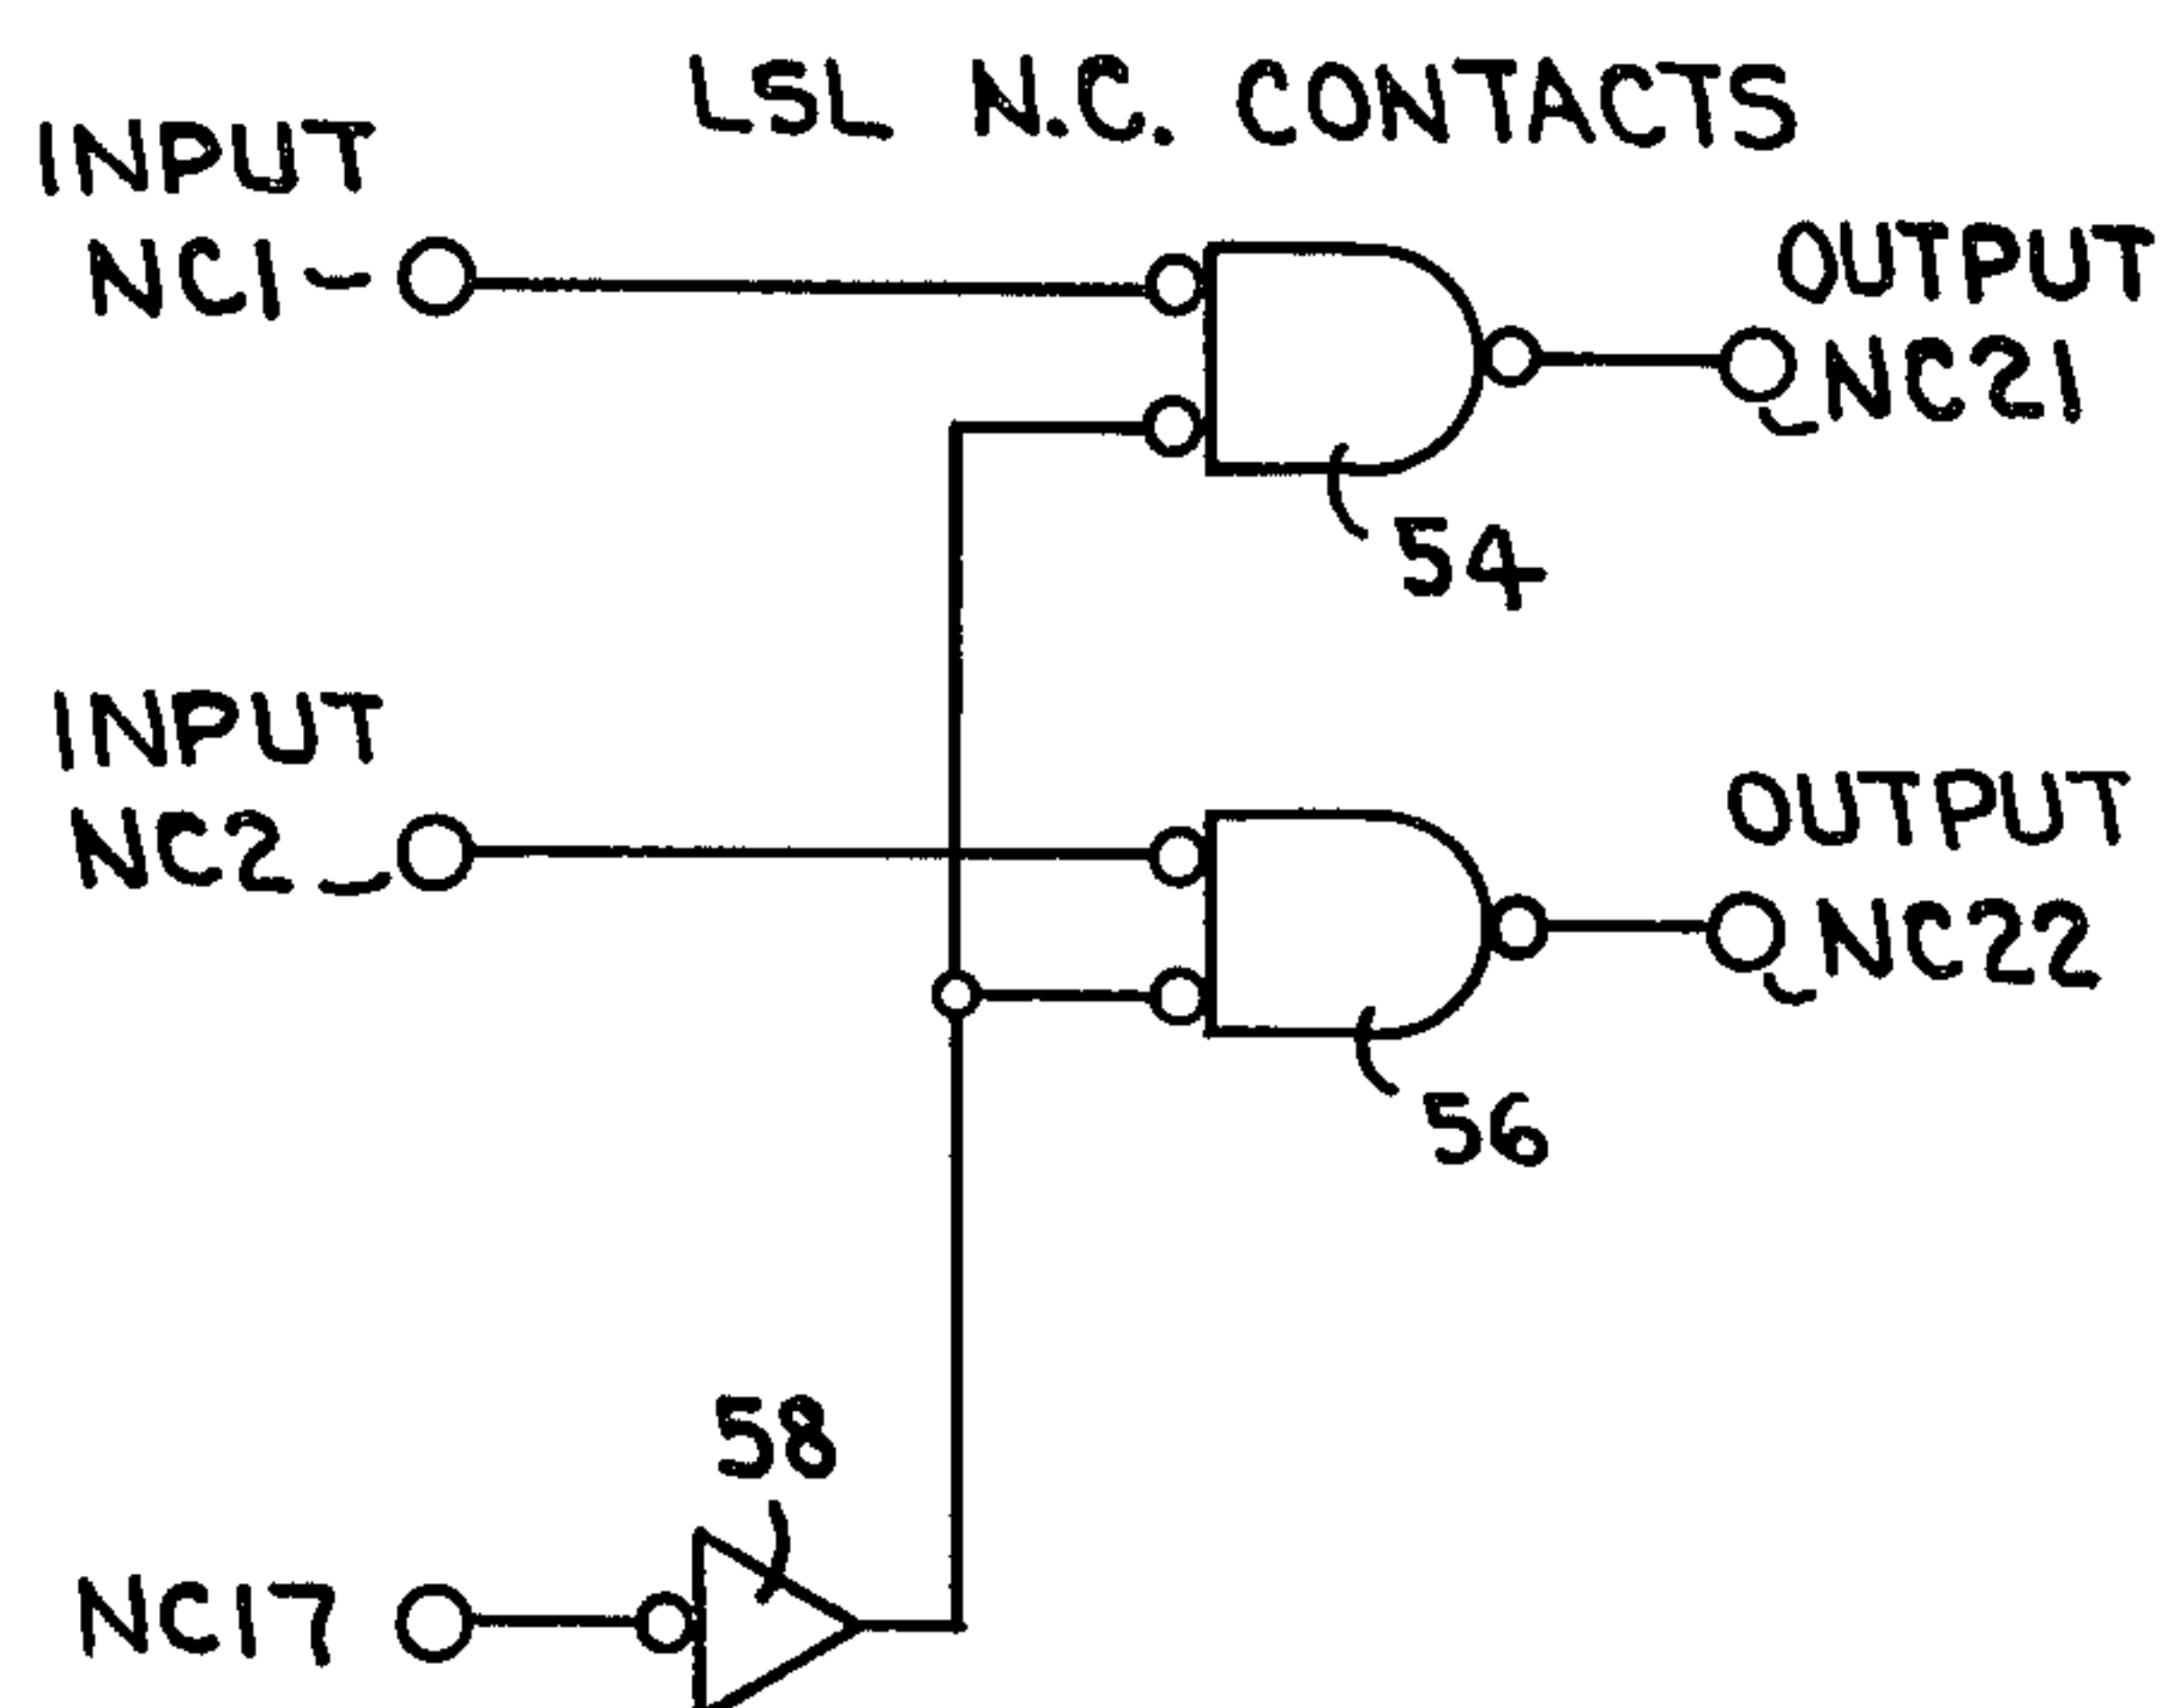 LSL N.C. CONTACTS
INPUT
NC1
OUTPUT
NC21
54
INPUT
NC2
OUTPUT
NC22
56
58
NC17